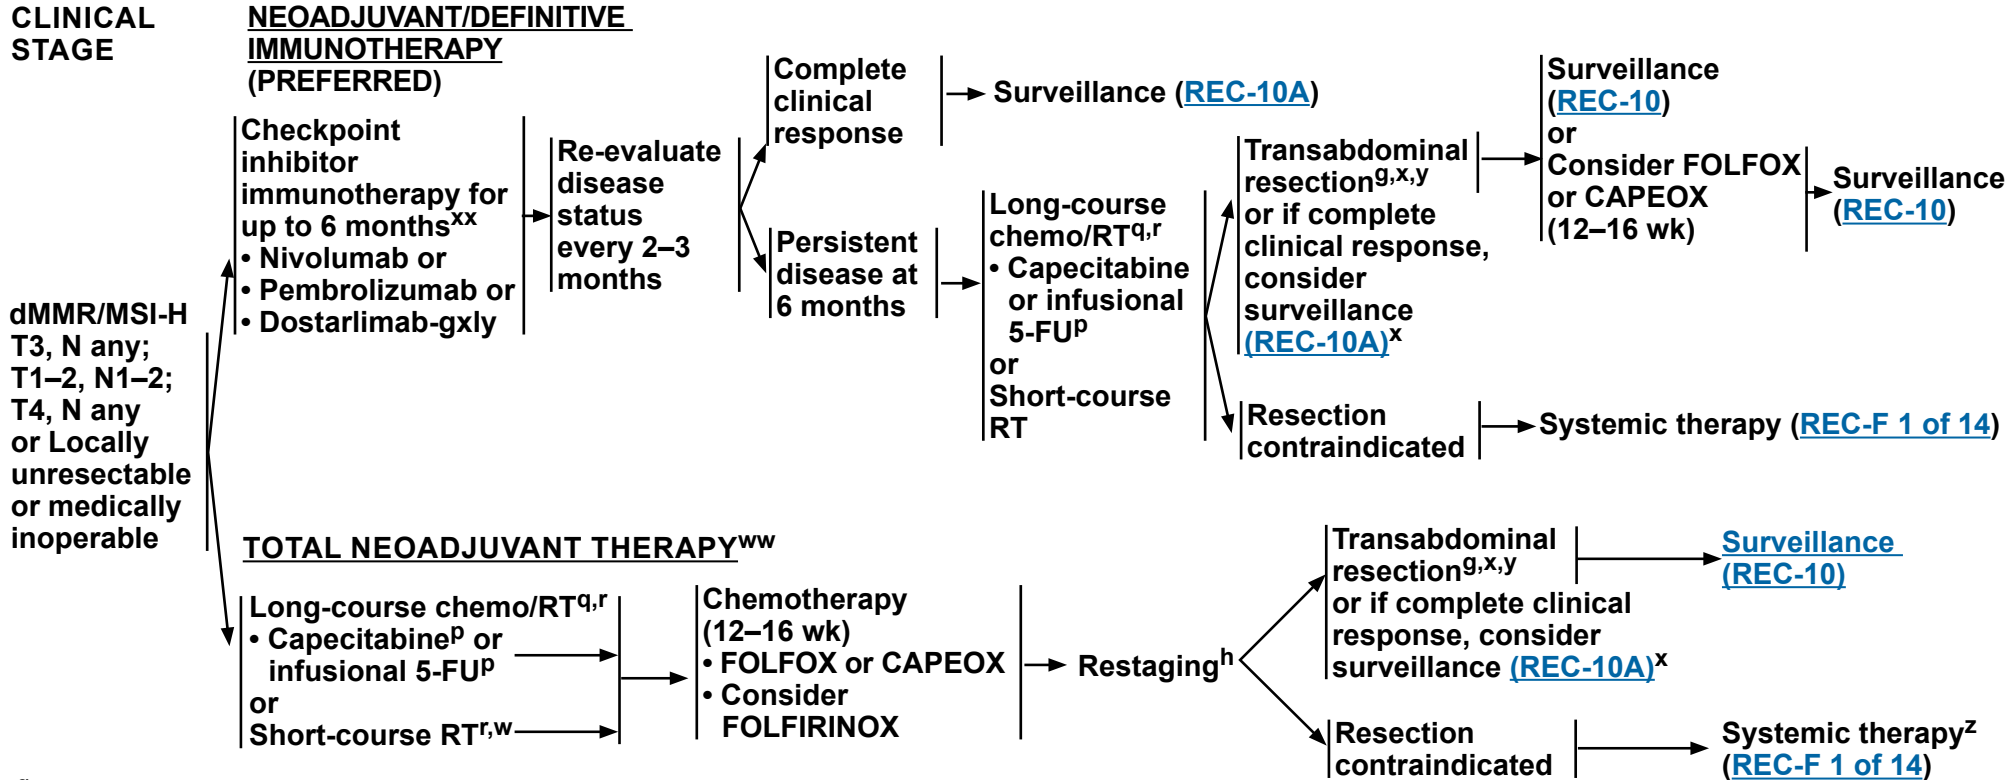 CLINICAL
STAGE
NEOADJUVANT/DEFINITIVE
IMMUNOTHERAPY
(PREFERRED)
dMMR/MSI-H
T3, N any;
T1–2, N1–2;
T4, N any
or Locally
unresectable
or medically
inoperable
Checkpoint
inhibitor
immunotherapy for
up to 6 monthsxx
• Nivolumab or
• Pembrolizumab or
• Dostarlimab-gxly
Re-evaluate
disease
status
every 2–3
months
Complete
clinical
response
Surveillance (REC-10A)
Persistent
disease at
6 months
Long-course
chemo/RTq,r
• Capecitabine
or infusional
5-FUp
or
Short-course
RT
Transabdominal
resectiong,x,y
or if complete
clinical response,
consider
surveillance
(REC-10A)x
Surveillance
(REC-10)
or
Consider FOLFOX
or CAPEOX
(12–16 wk)
Surveillance
(REC-10)
Resection
contraindicated
Systemic therapy (REC-F 1 of 14)
TOTAL NEOADJUVANT THERAPYww
Long-course chemo/RTq,r
• Capecitabinep or
infusional 5-FUp
or
Short-course RTr,w
Chemotherapy
(12–16 wk)
• FOLFOX or CAPEOX
• Consider
FOLFIRINOX
Restagingh
Transabdominal
resectiong,x,y
or if complete clinical
response, consider
surveillance (REC-10A)x
Surveillance
(REC-10)
Resection
contraindicated
Systemic therapyz
(REC-F 1 of 14)